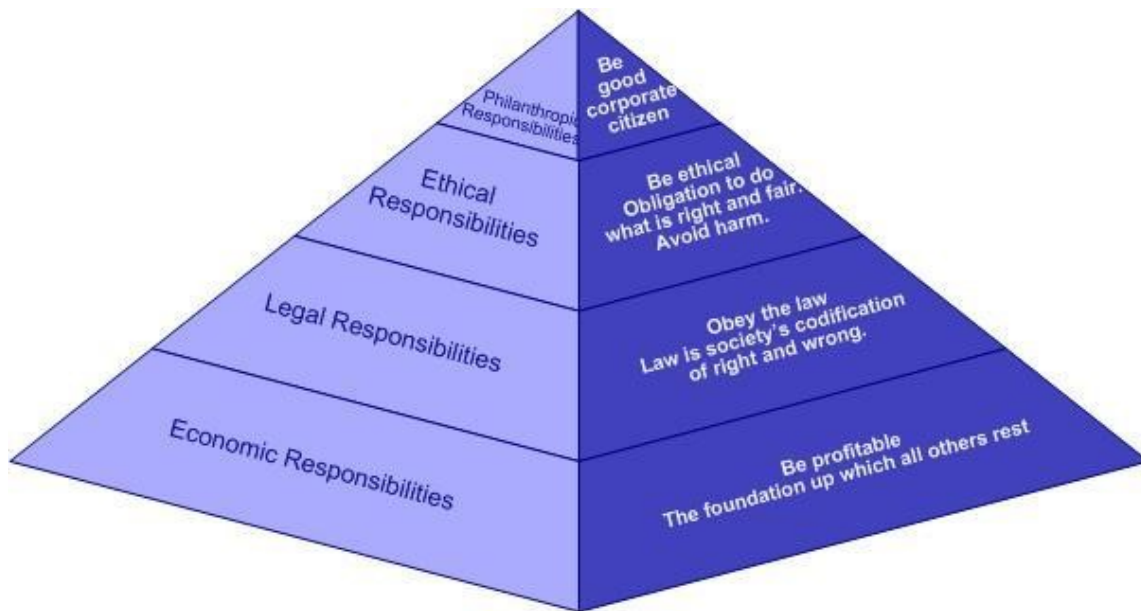 Philanthropic
Responsibilities
Be
good
corporate
citizen
Ethical
Responsibilities
Be ethical
Obligation to do
what is right and fair.
Avoid harm.
Legal Responsibilities
Obey the law
Law is society’s codification
of right and wrong.
Economic Responsibilities
Be profitable
The foundation up which all others rest